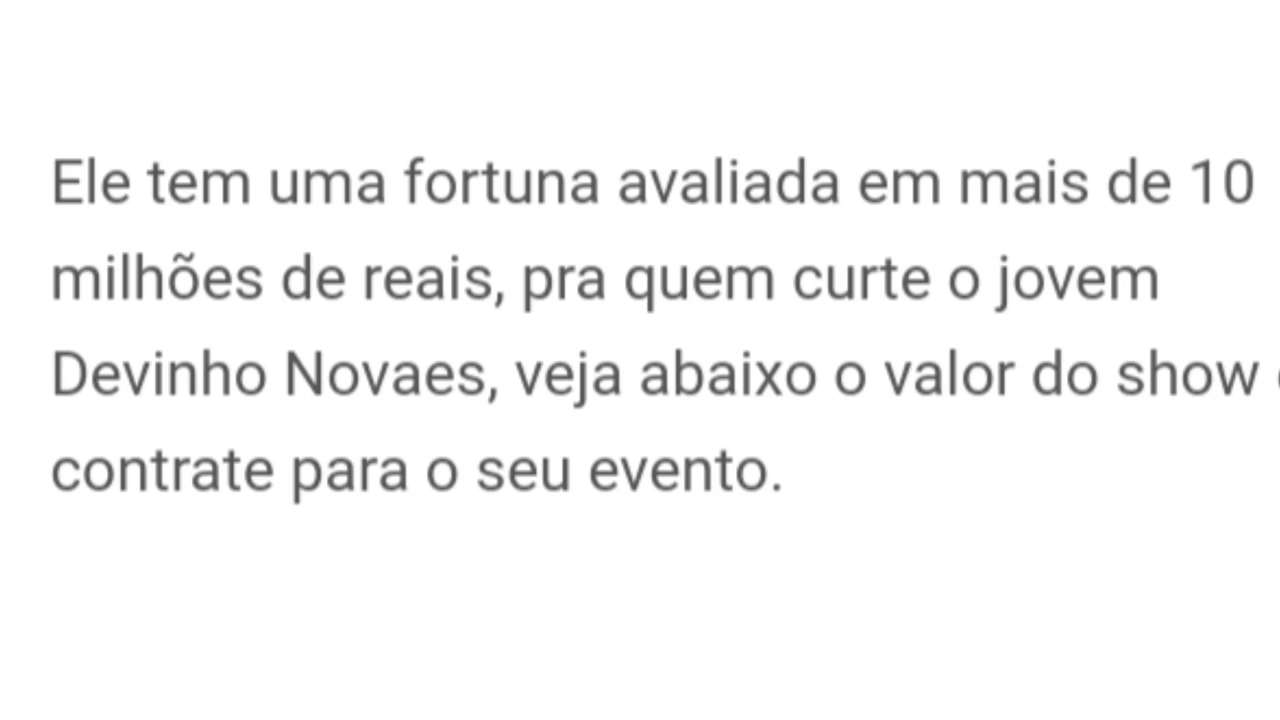 Ele tem uma fortuna avaliada em mais de 10
milhões de reais, pra quem curte o jovem
Devinho Novaes, veja abaixo o valor do show
contrate para o seu evento.